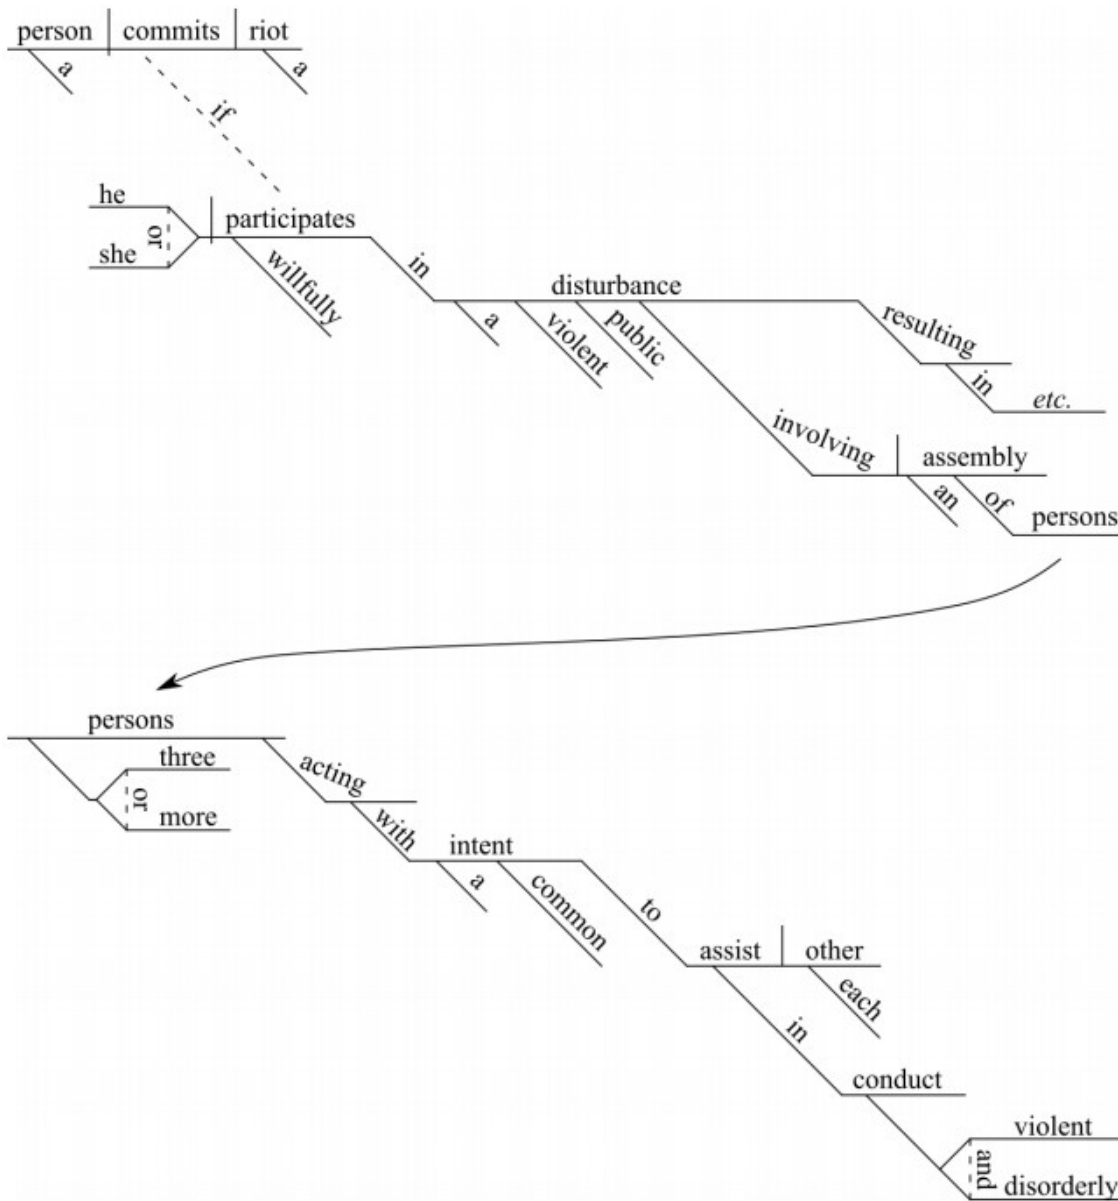 person commits riot
a a
if
he
or
she
participates
willfully
in
disturbance
a
violent
public
resulting
in
etc.
involving
assembly
an
of
persons
persons
three
or
more
acting
with
intent
a
common
to
assist other
each
in
conduct
violent
and
disorderly